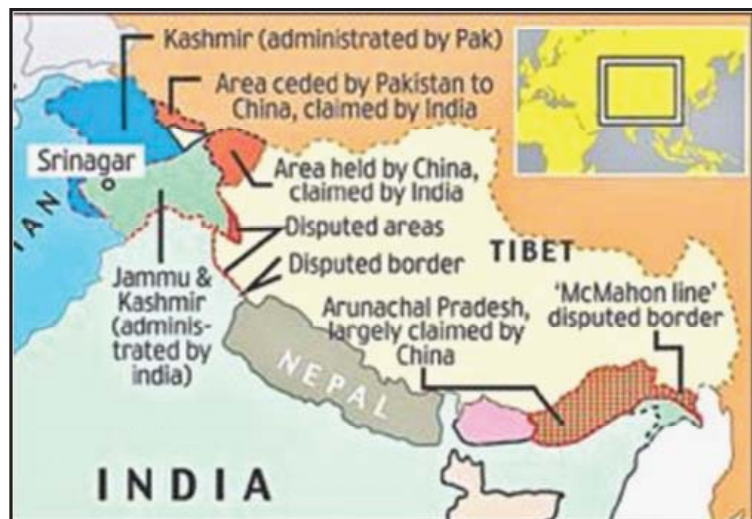 Kashmir (administrated by Pak)
Area ceded by Pakistan to
China, claimed by India
Srinagar
Area held by China,
claimed by India
AN
Disputed areas
TIBET
Disputed border
Jammu &
Kashmir
(adminis-
trated by
india)
Arunachal Pradesh,
largely claimed by
China
'McMahon line'
disputed border
NEPAL
INDIA